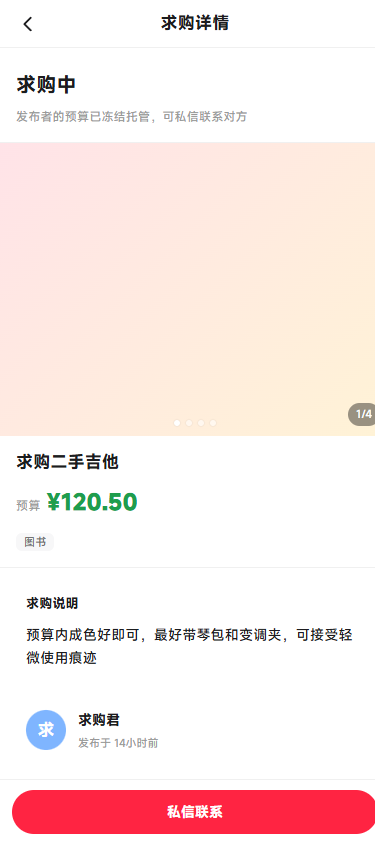 求购详情
求购中
发布者的预算已冻结托管，可私信联系对方
1/4
求购二手吉他
预算 ¥120.50
图书
求购说明
预算内成色好即可，最好带琴包和变调夹，可接受轻
微使用痕迹
求
求购君
发布于 14小时前
私信联系